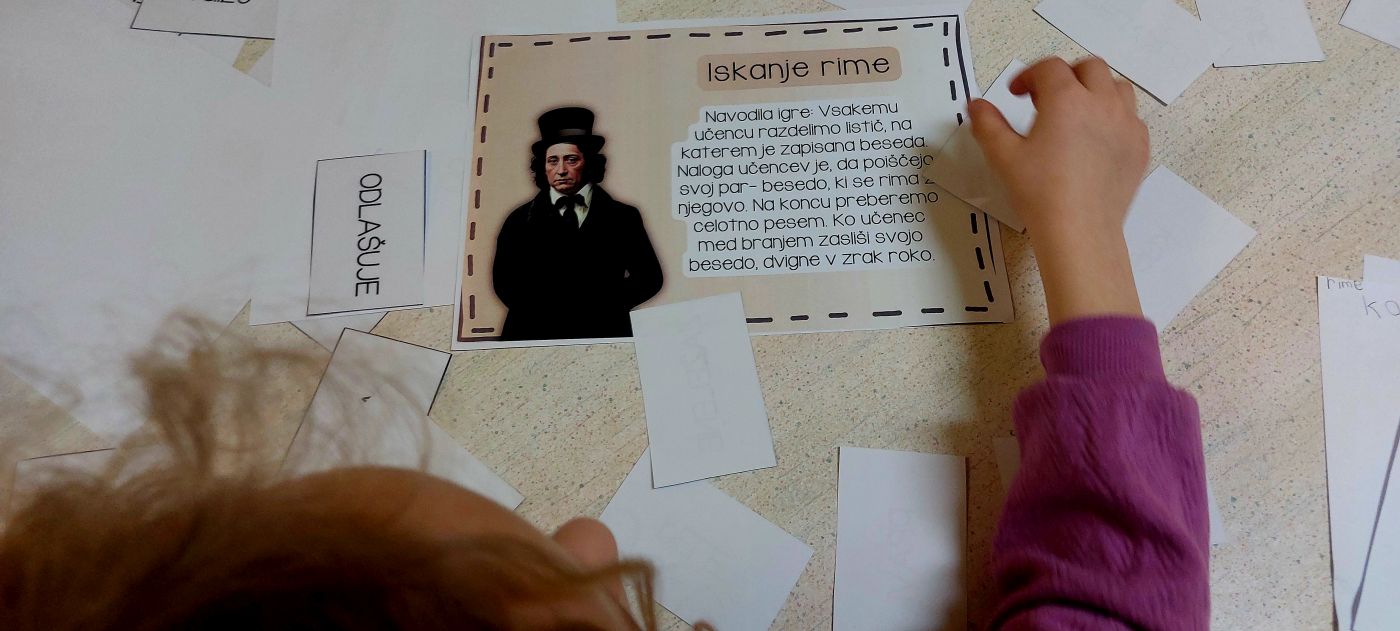 Iskanje rime
Navodila igre: Vsakemu
učencu razdelimo listič, na
katerem je zapisana beseda.
Naloga učencev je, da poiščejo
svoj par- besedo, ki se rima z
njegovo. Na koncu preberemo
celotno pesem. Ko učenec
med branjem zasliši svojo
besedo, dvigne v zrak roko.
ODLAŠUJE
rime